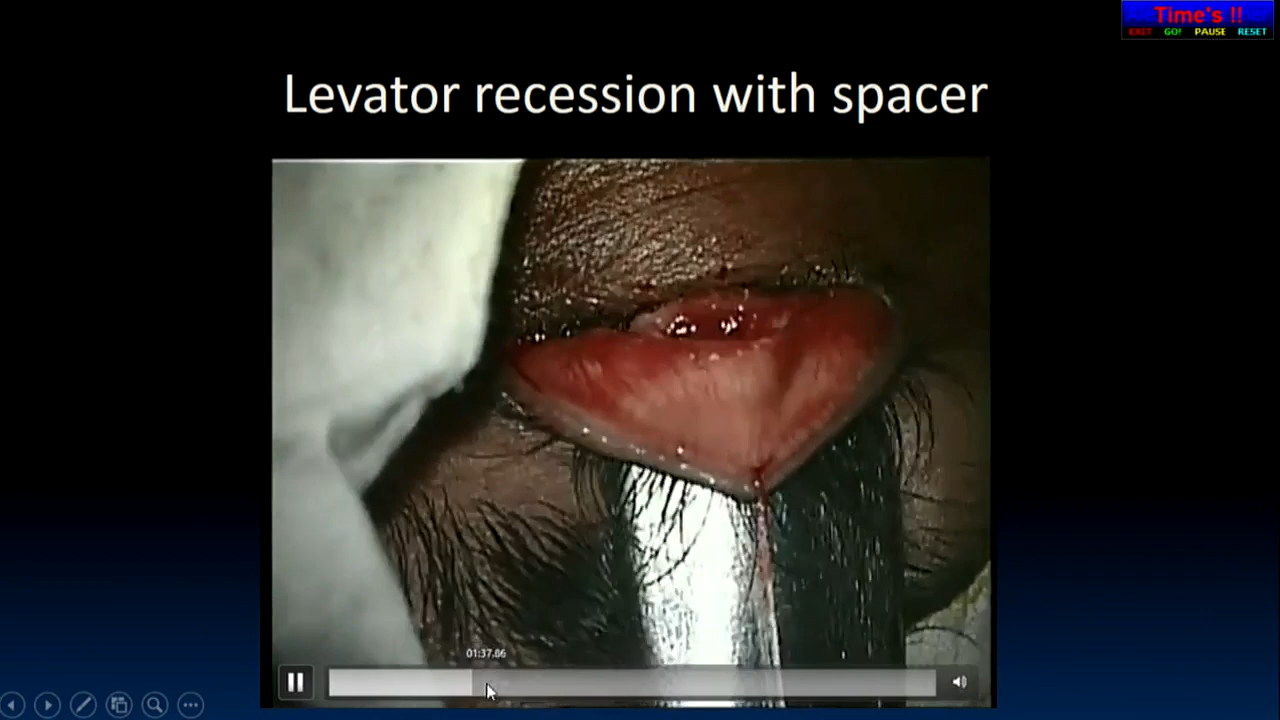 Time's !!
EXIT GO! PAUSE RESET
Levator recession with spacer
01:37.86